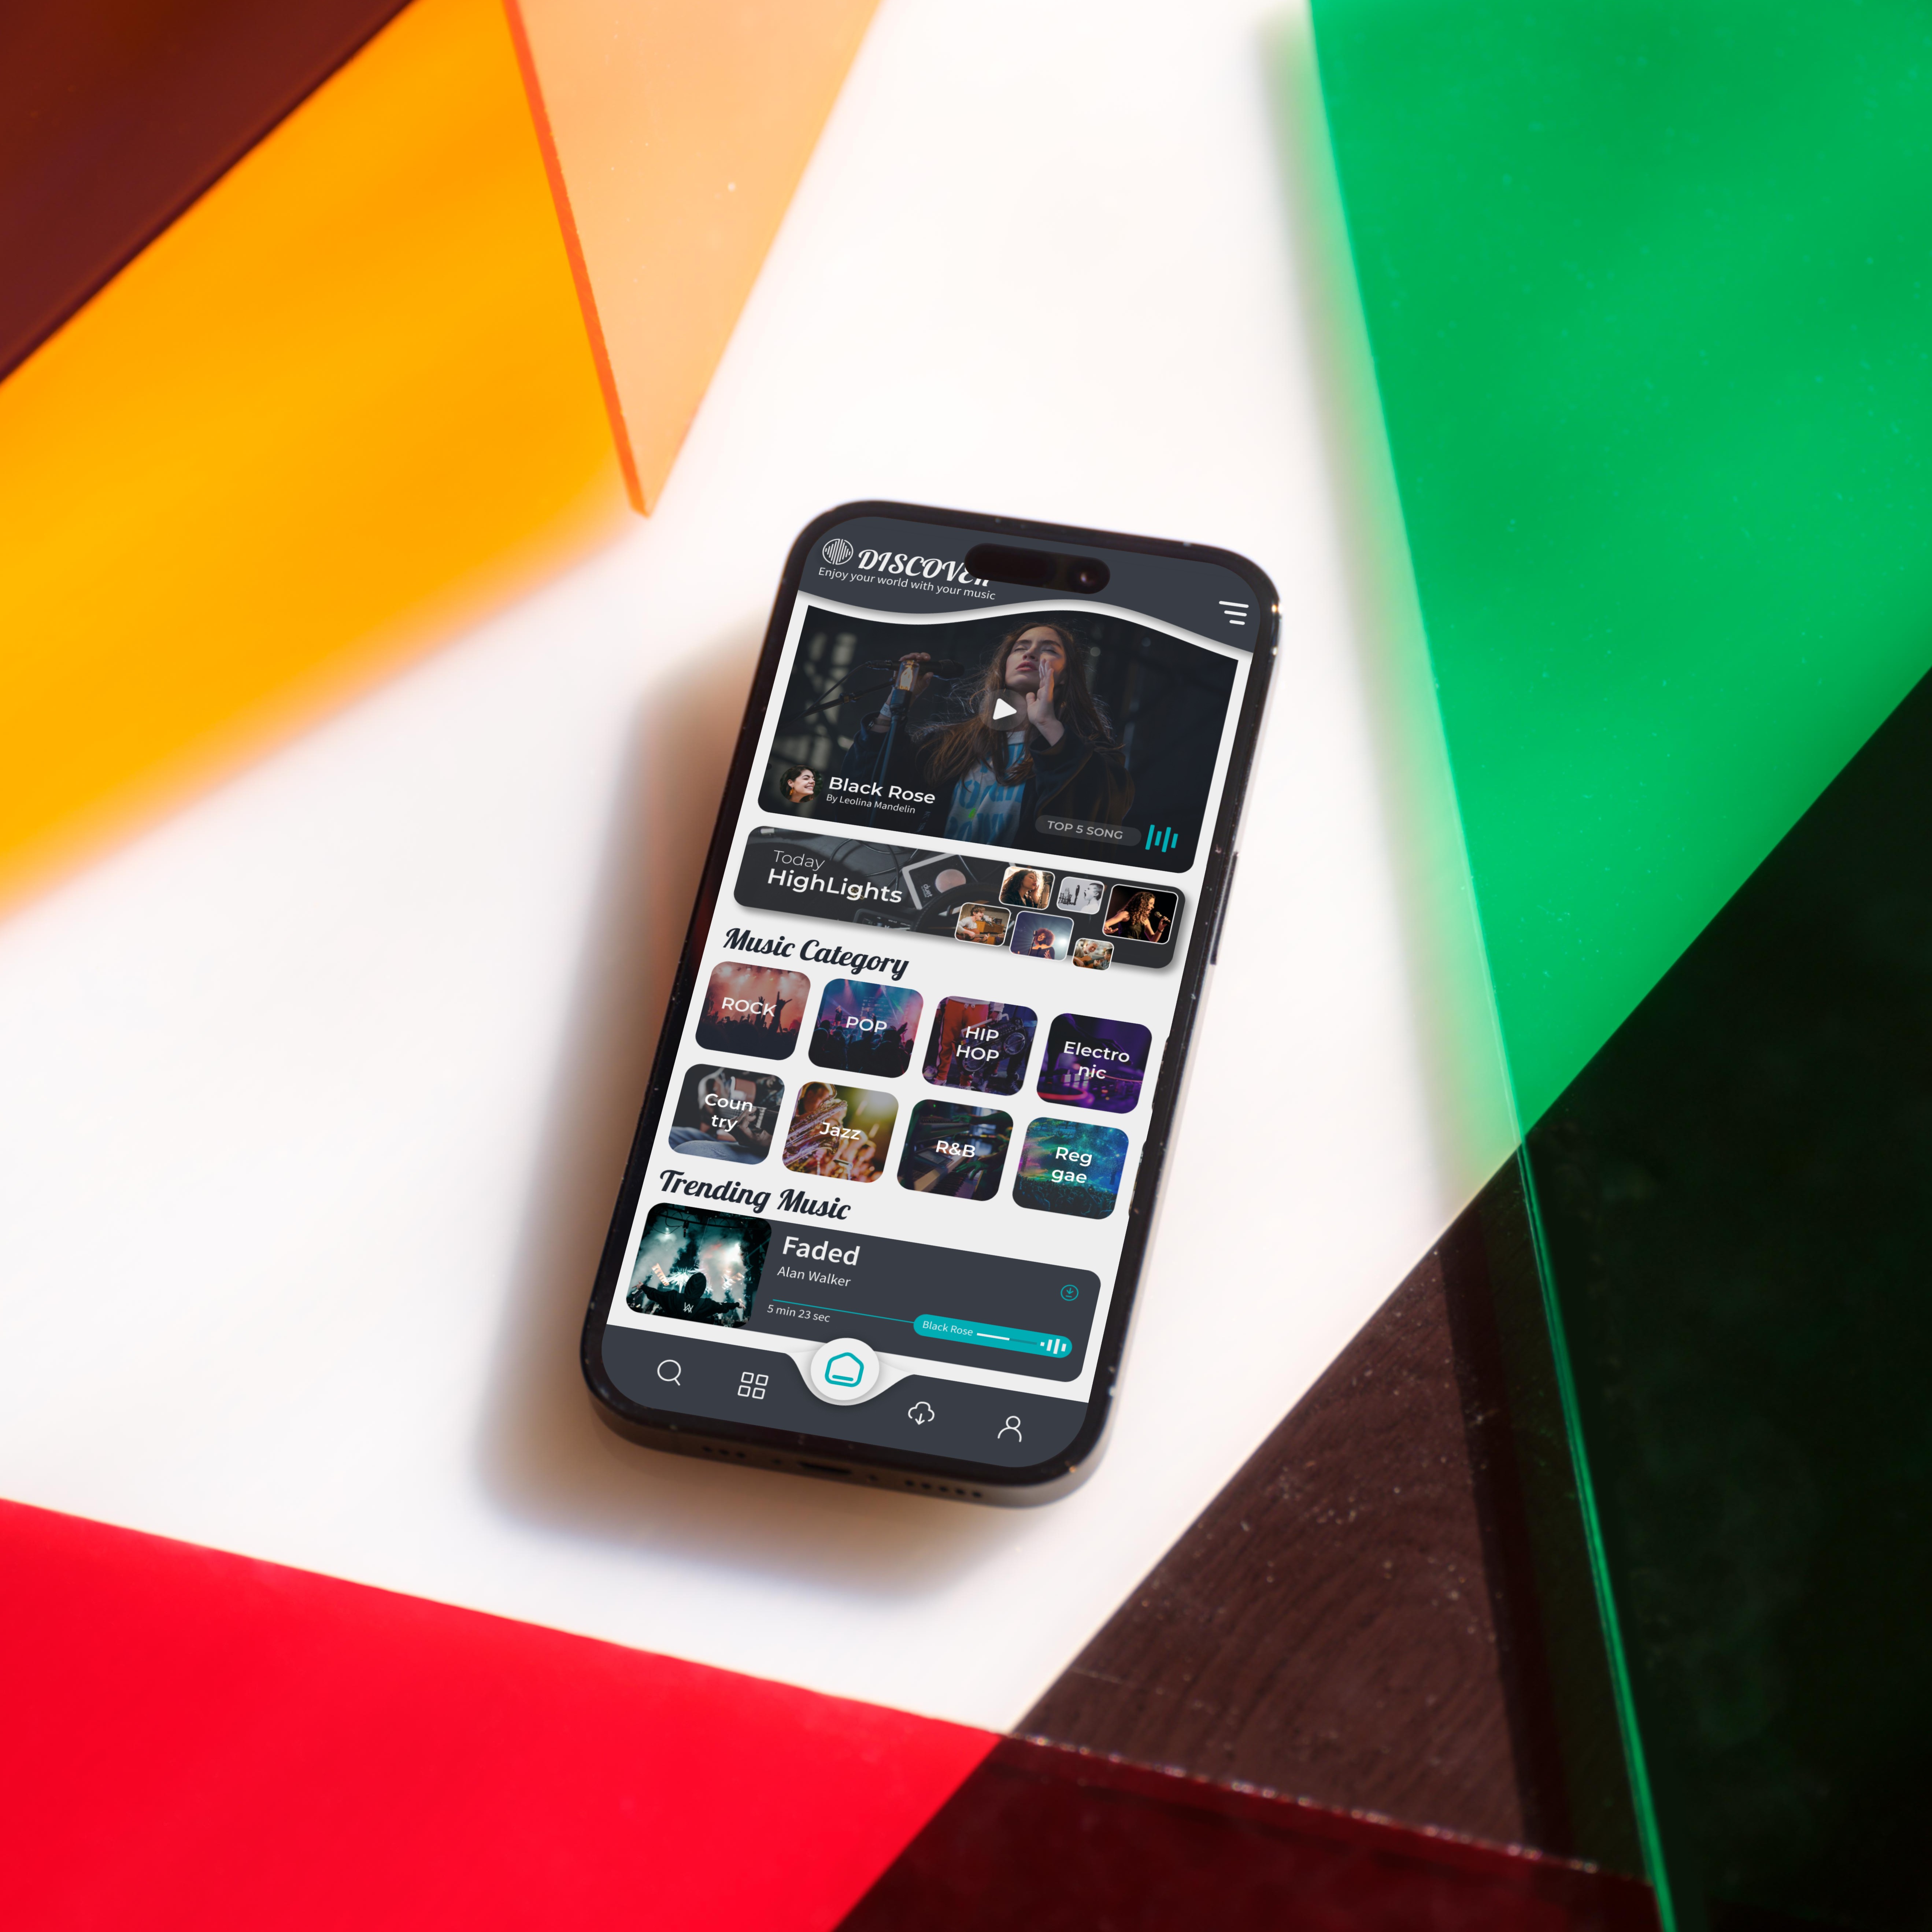 DISCOVER
Enjoy your world with your music
Black Rose
By Leolina Mandelin
TOP 5 SONG
Today
HighLights
Music Category
ROCK
POP
HIP
HOP
Electro
nic
Coun
try
Jazz
R&B
Reg
gae
Trending Music
Faded
Alan Walker
5 min 23 sec
Black Rose